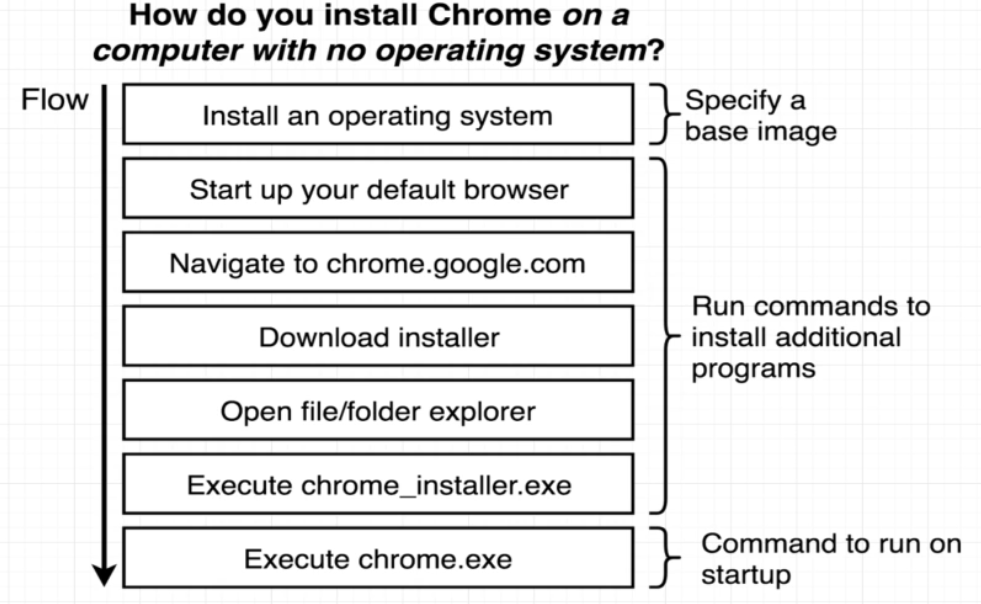 How do you install Chrome on a
computer with no operating system?
Flow
Install an operating system
Specify a
base image
Start up your default browser
Navigate to chrome.google.com
Download installer
Open file/folder explorer
Execute chrome_installer.exe
Run commands to
install additional
programs
Execute chrome.exe
Command to run on
startup